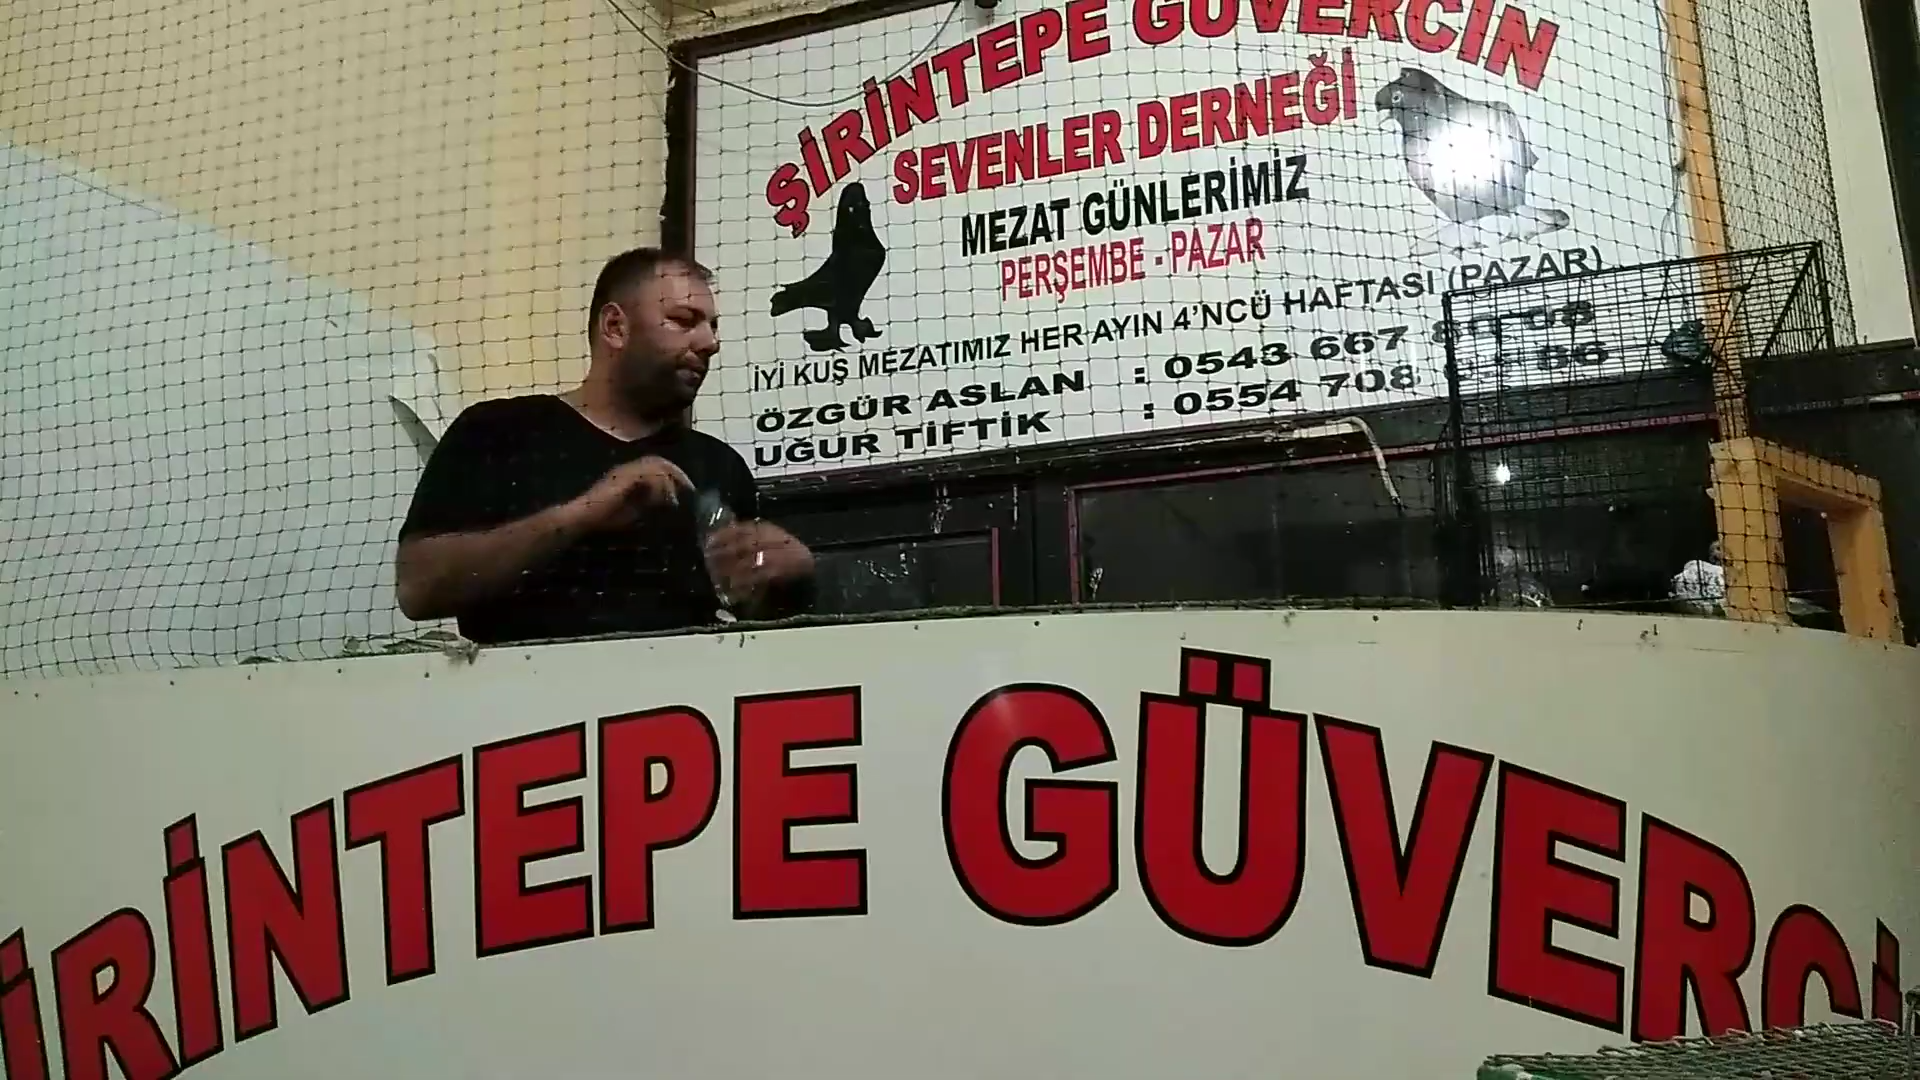 ŞİRİNTEPE GÜVERCİN
SEVENLER DERNEĞİ
MEZAT GÜNLERİMİZ
PERŞEMBE - PAZAR
İYİ KUŞ MEZATIMIZ HER AYIN 4'NCÜ HAFTASI (PAZAR)
ÖZGÜR ASLAN : 0543 667
UĞUR TİFTİK : 0554 708
İRİNTEPE GÜVERCİ